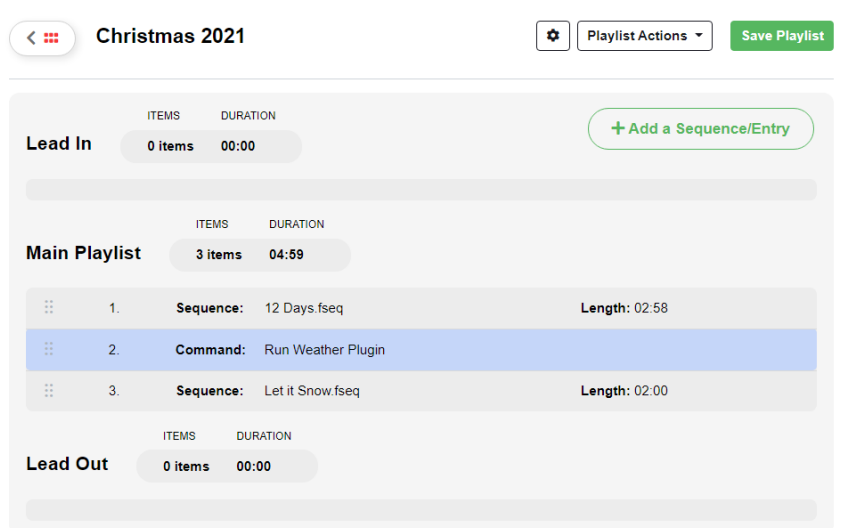 Christmas 2021
Playlist Actions
Save Playlist
ITEMS DURATION
Lead In 0 items 00:00
+ Add a Sequence/Entry
ITEMS DURATION
Main Playlist 3 items 04:59
1. Sequence: 12 Days.fseq Length: 02:58
2. Command: Run Weather Plugin
3. Sequence: Let it Snow.fseq Length: 02:00
ITEMS DURATION
Lead Out 0 items 00:00